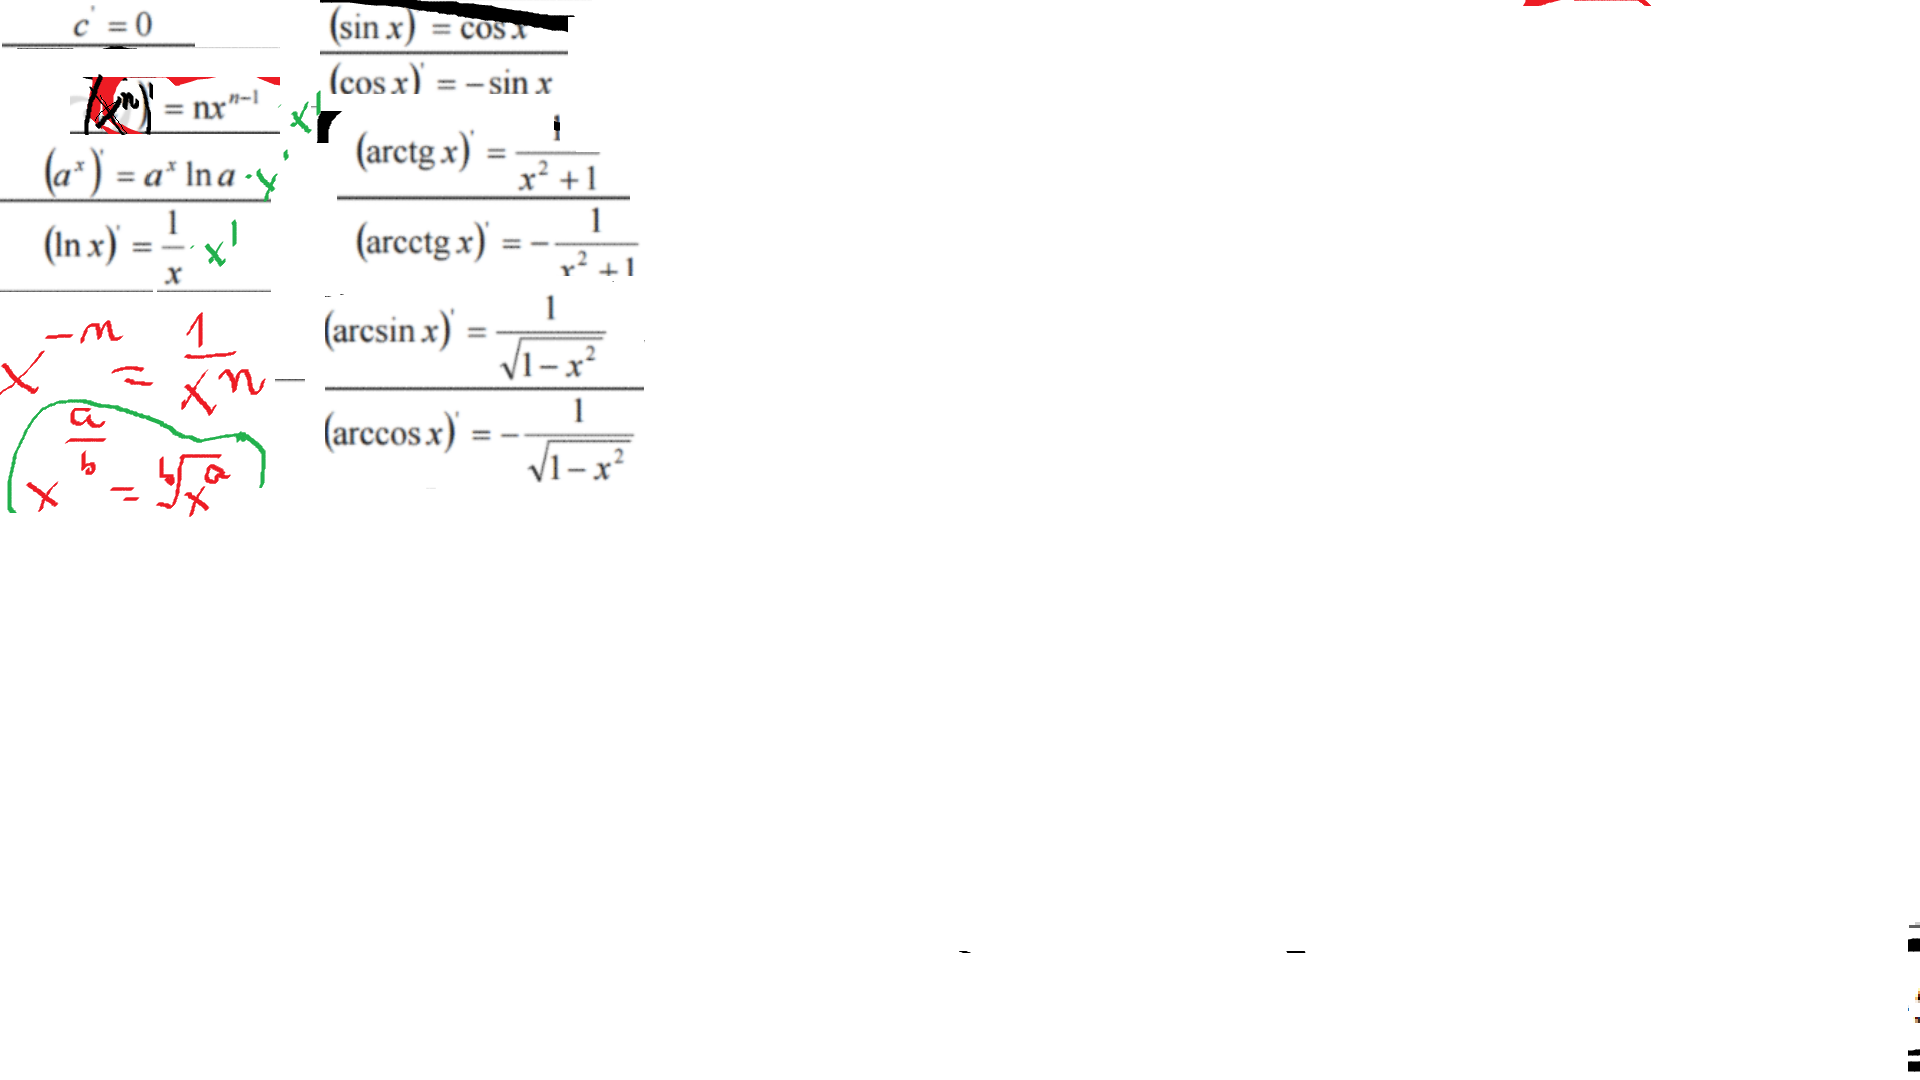 c' = 0
(xⁿ)' = nxⁿ⁻¹ · x'
(aˣ)' = aˣ ln a · x'
(ln x)' = 1/x · x'
x⁻ⁿ = 1/xⁿ
x^(a/b) = ᵇ√xᵃ
(sin x) = cos x
(cos x)' = − sin x
(arctg x)' = 1/(x² + 1)
(arcctg x)' = − 1/(x² + 1)
(arcsin x)' = 1/√(1 − x²)
(arccos x)' = − 1/√(1 − x²)